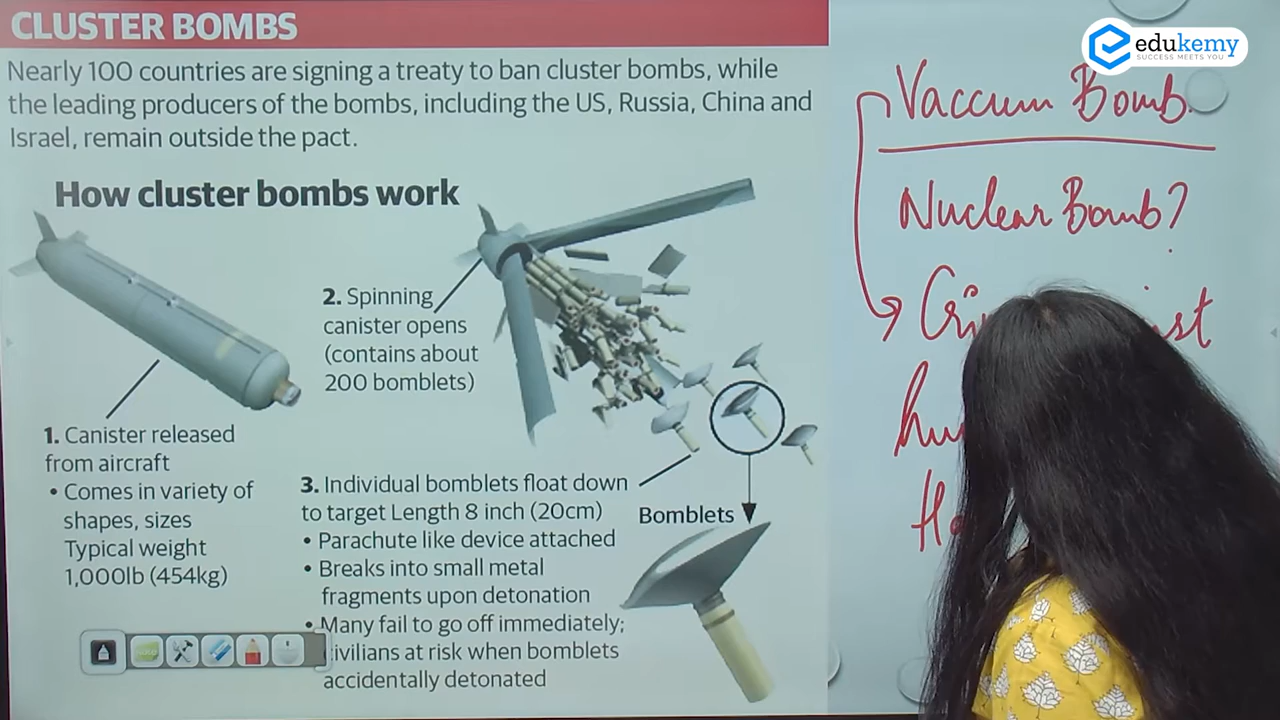 CLUSTER BOMBS
Nearly 100 countries are signing a treaty to ban cluster bombs, while
the leading producers of the bombs, including the US, Russia, China and
Israel, remain outside the pact.
How cluster bombs work
1. Canister released
from aircraft
• Comes in variety of
shapes, sizes
Typical weight
1,000lb (454kg)
2. Spinning
canister opens
(contains about
200 bomblets)
3. Individual bomblets float down
to target Length 8 inch (20cm)
• Parachute like device attached
• Breaks into small metal
fragments upon detonation
• Many fail to go off immediately;
civilians at risk when bomblets
accidentally detonated
Bomblets
edukemy
SUCCESS MEETS YOU
Vaccum Bomb.
Nuclear Bomb?